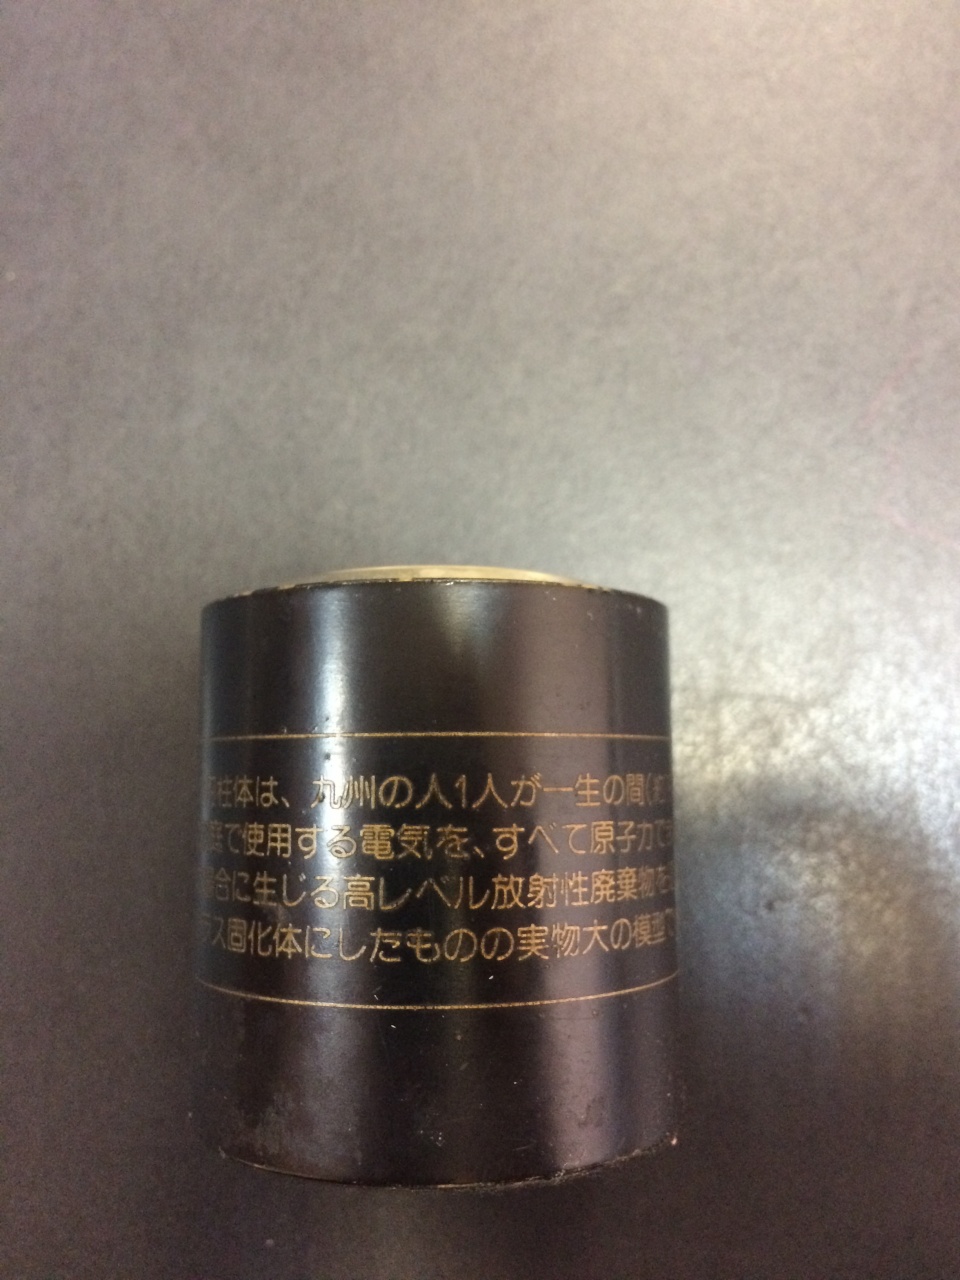 柱体は、九州の人1人が一生の間(約
度で使用する電気を、すべて原子力で
合に生じる高レベル放射性廃棄物を
ス固化体にしたものの実物大の模型で